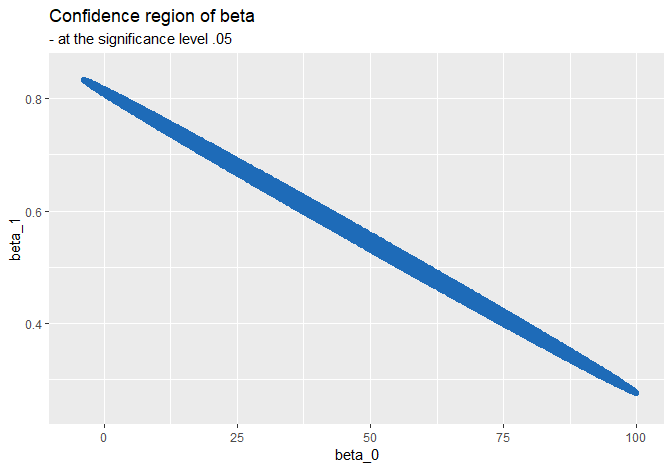 Confidence region of beta
- at the significance level .05
beta_1
0.8
0.6
0.4
0
25
50
75
100
beta_0